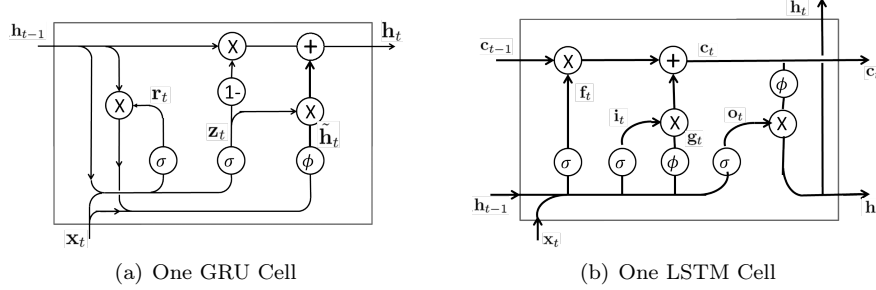 h_{t-1}
h_t
X
+
1-
X
r_t
z_t
X
h̃_t
σ
σ
ϕ
x_t
(a) One GRU Cell
h_t
c_{t-1}
X
+
c_t
c
f_t
ϕ
i_t
X
g_t
o_t
X
σ
σ
ϕ
σ
h_{t-1}
h
x_t
(b) One LSTM Cell